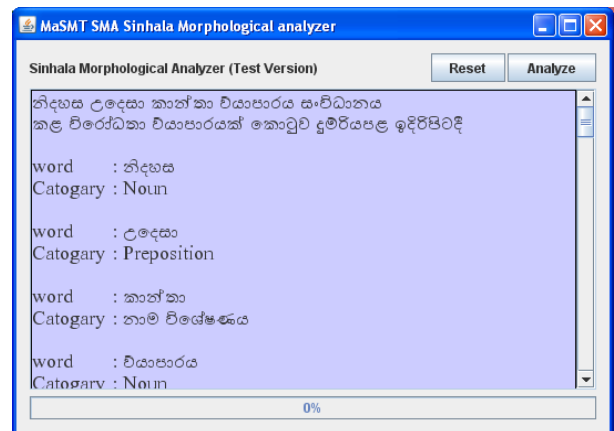 MaSMT SMA Sinhala Morphological analyzer
Sinhala Morphological Analyzer (Test Version) Reset Analyze
නිදහස උදෙසා කාන්තා ව්යාපාරය සංවිධානය
කළ විරෝධතා ව්යාපාරයක් කොටුව දුම්රියපළ ඉදිරිපිටදී
word : නිදහස
Catogary : Noun
word : උදෙසා
Catogary : Preposition
word : කාන්තා
Catogary : නාම විශේෂණය
word : ව්යාපාරය
Catogary : Noun
0%